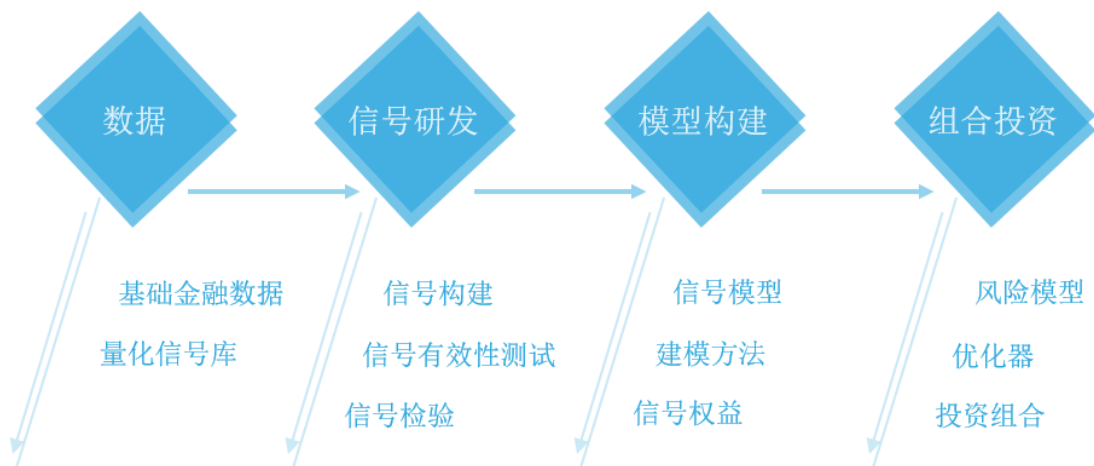 数据
信号研发
模型构建
组合投资
基础金融数据
量化信号库
信号构建
信号有效性测试
信号检验
信号模型
建模方法
信号权益
风险模型
优化器
投资组合